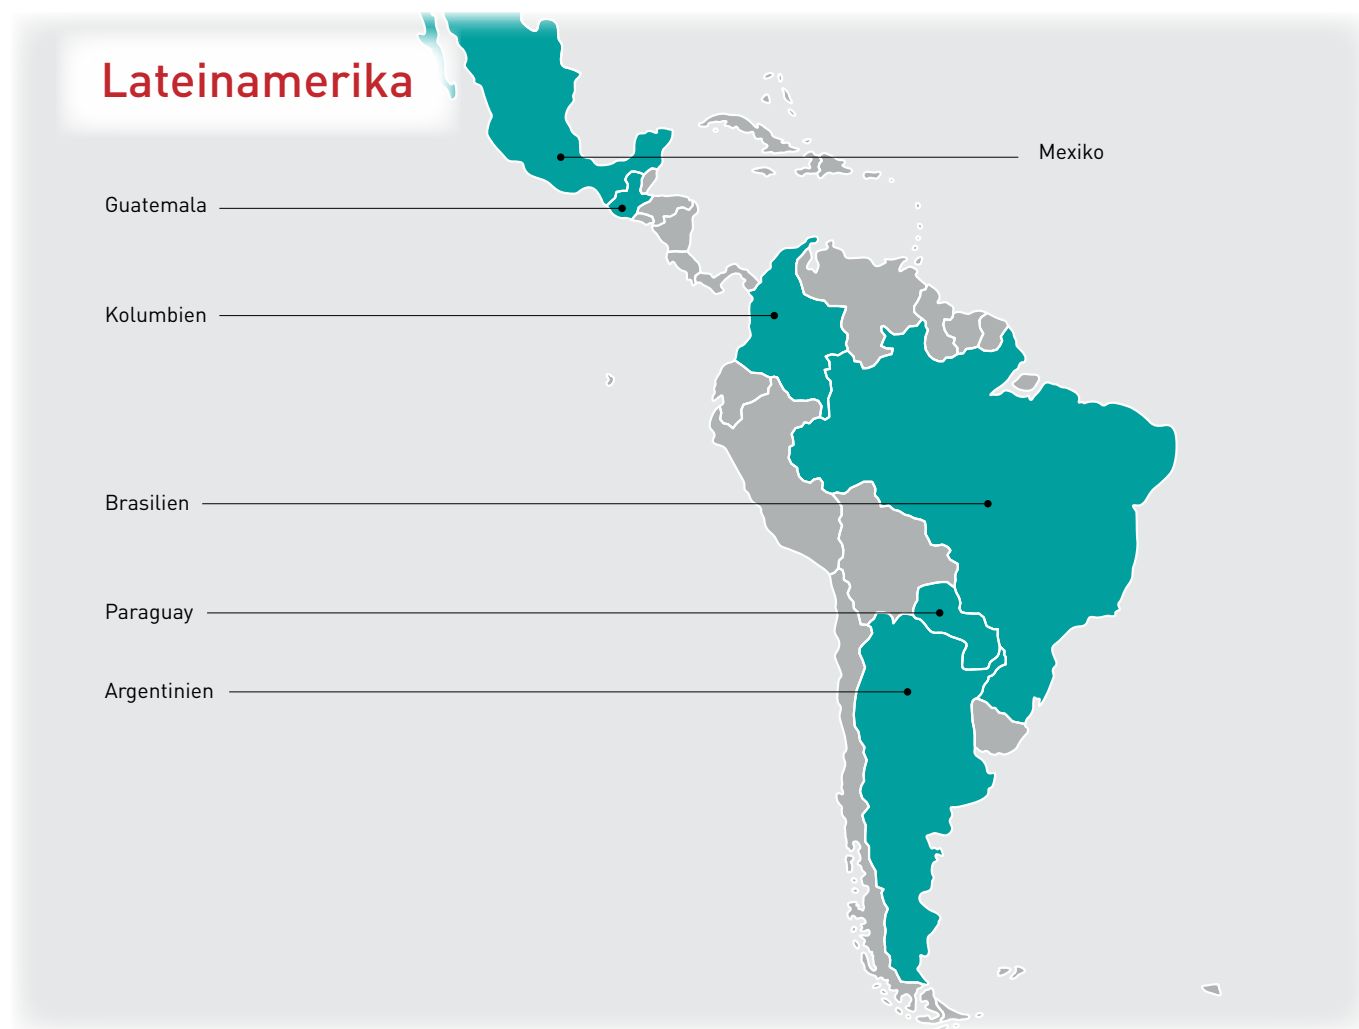 Lateinamerika
Mexiko
Guatemala
Kolumbien
Brasilien
Paraguay
Argentinien